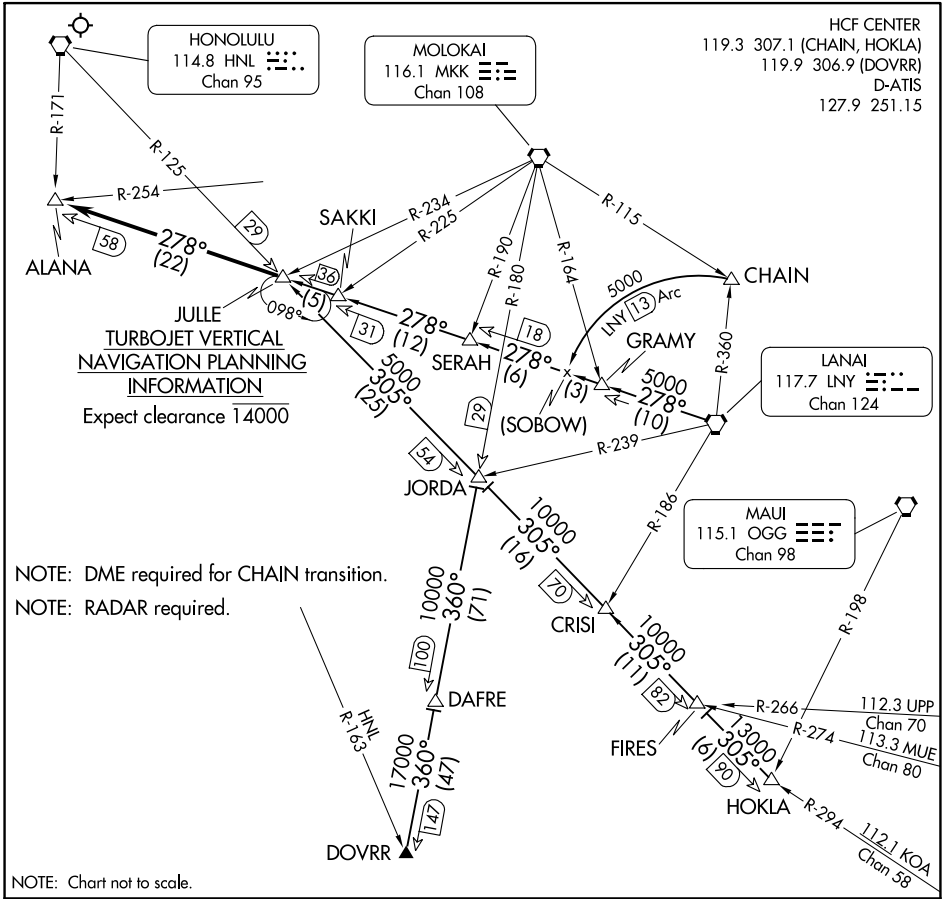 HCF CENTER
119.3 307.1 (CHAIN, HOKLA)
119.9 306.9 (DOVRR)
D-ATIS
127.9 251.15
HONOLULU
114.8 HNL
Chan 95
MOLOKAI
116.1 MKK
Chan 108
R-171
R-125
R-254
29
58
278°
(22)
ALANA
SAKKI
R-234
R-225
R-190
R-180
R-164
R-115
36
(5)
098°
JULLE
31
278°
(12)
SERAH
18
278°
(6)
5000
LNY 13 Arc
CHAIN
GRAMY
(3)
(SOBOW)
5000
278°
(10)
R-360
LANAI
117.7 LNY
Chan 124
TURBOJET VERTICAL
NAVIGATION PLANNING
INFORMATION
Expect clearance 14000
5000
305°
(25)
29
R-239
54
JORDA
R-186
MAUI
115.1 OGG
Chan 98
10000
305°
(16)
70
CRISI
R-198
NOTE: DME required for CHAIN transition.
NOTE: RADAR required.
10000
360°
(71)
100
DAFRE
10000
305°
(11)
82
FIRES
R-266
112.3 UPP
Chan 70
R-274
113.3 MUE
Chan 80
13000
305°
(6)
90
HOKLA
R-294
112.1 KOA
Chan 58
HNL
R-163
17000
360°
(47)
147
DOVRR
NOTE: Chart not to scale.